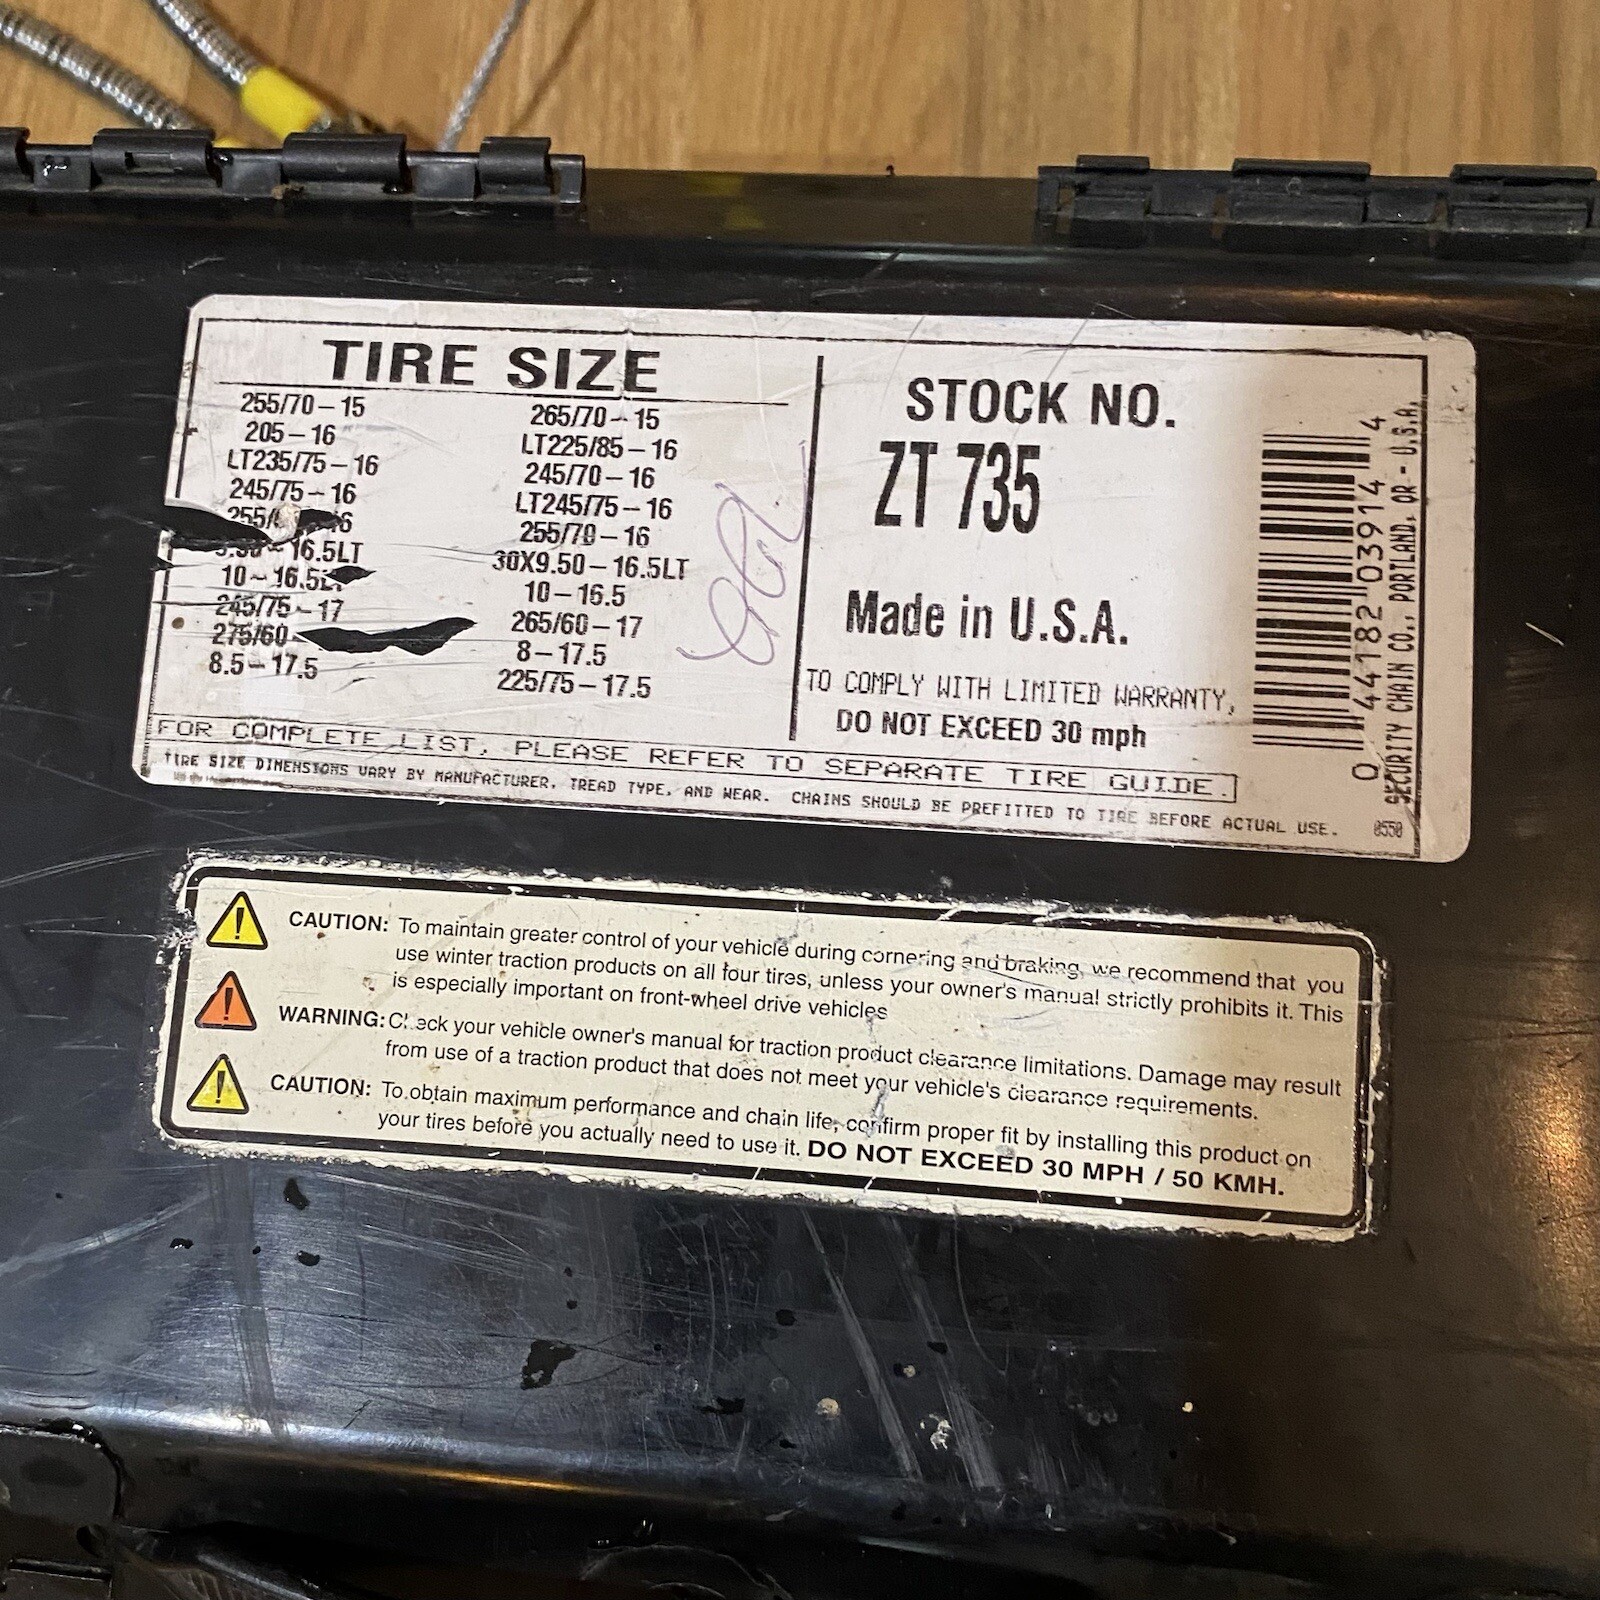 TIRE SIZE
255/70-15
205-16
LT235/75-16
245/75-16
16.5LT
10-16.5
245/75-17
275/60-
8.5-17.5
265/70-15
LT225/85-16
245/70-16
LT245/75-16
255/70-16
30X9.50-16.5LT
10-16.5
265/60-17
8-17.5
225/75-17.5
STOCK NO.
ZT 735
Made in U.S.A.
TO COMPLY WITH LIMITED WARRANTY,
DO NOT EXCEED 30 mph
0 44182 03914 4
SECURITY CHAIN CO., PORTLAND, OR - U.S.A.
FOR COMPLETE LIST, PLEASE REFER TO SEPARATE TIRE GUIDE.
TIRE SIZE DIMENSIONS VARY BY MANUFACTURER, TREAD TYPE, AND WEAR. CHAINS SHOULD BE PREFITTED TO TIRE BEFORE ACTUAL USE. 0550
CAUTION: To maintain greater control of your vehicle during cornering and braking, we recommend that you
use winter traction products on all four tires, unless your owner's manual strictly prohibits it. This
is especially important on front-wheel drive vehicles
WARNING: Check your vehicle owner's manual for traction product clearance limitations. Damage may result
from use of a traction product that does not meet your vehicle's clearance requirements.
CAUTION: To obtain maximum performance and chain life, confirm proper fit by installing this product on
your tires before you actually need to use it. DO NOT EXCEED 30 MPH / 50 KMH.